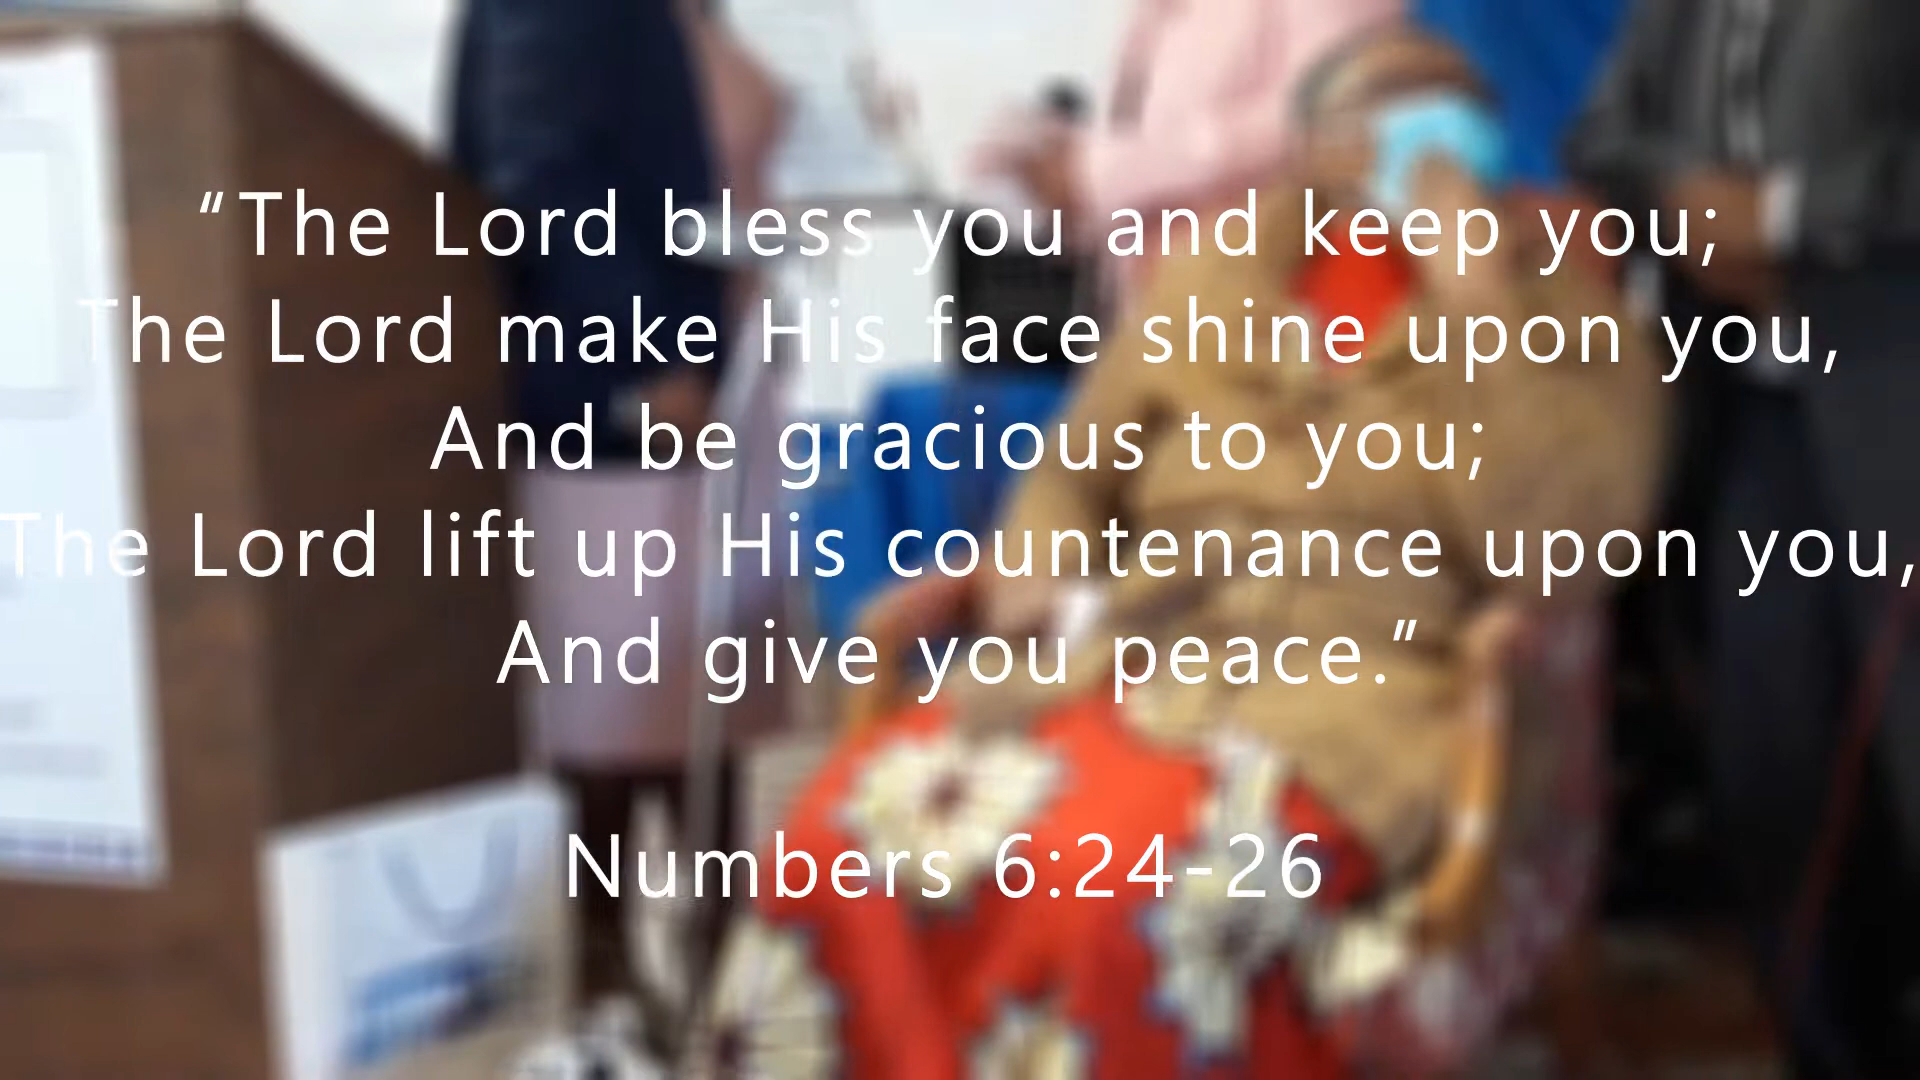 “The Lord bless you and keep you;
The Lord make His face shine upon you,
And be gracious to you;
The Lord lift up His countenance upon you,
And give you peace.”
Numbers 6:24-26